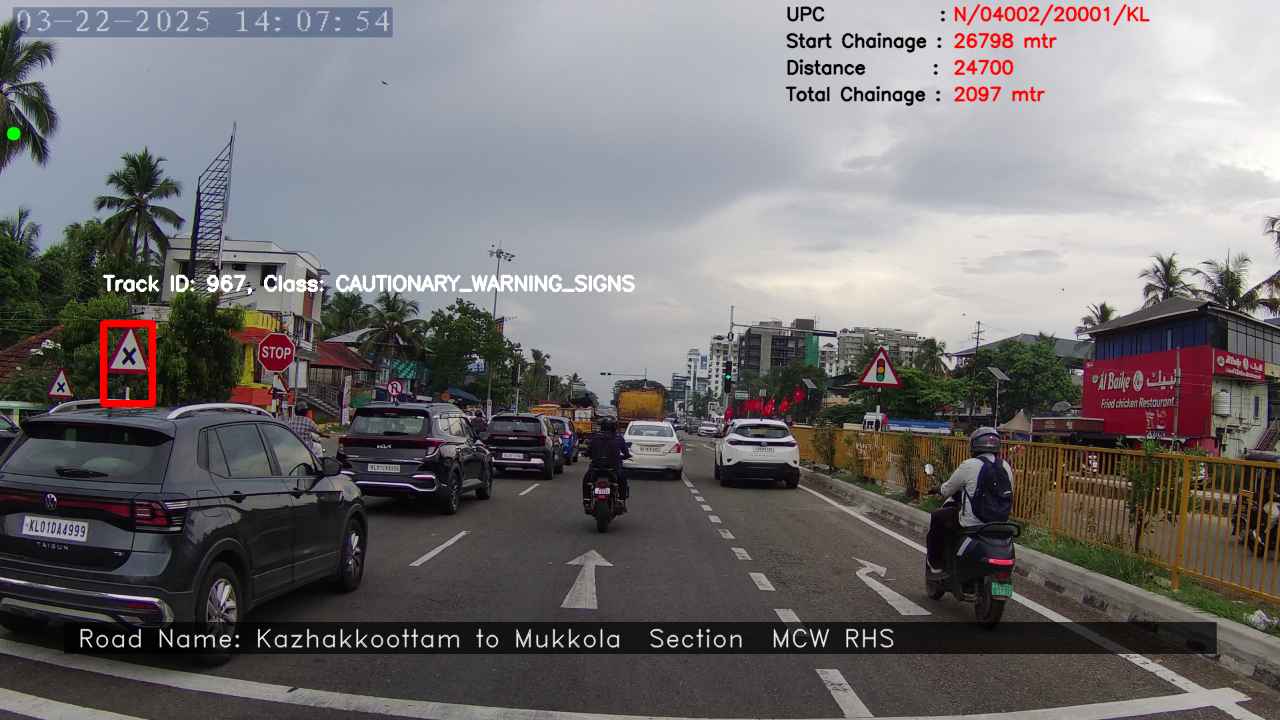 03-22-2025 14:07:54
UPC : N/04002/20001/KL
Start Chainage : 26798 mtr
Distance : 24700
Total Chainage : 2097 mtr
Track ID: 967, Class: CAUTIONARY_WARNING_SIGNS
STOP
Al Baike البيك
Fried chicken Restaurant
KL01DA4999
TAIGUN
Road Name: Kazhakkoottam to Mukkola Section MCW RHS